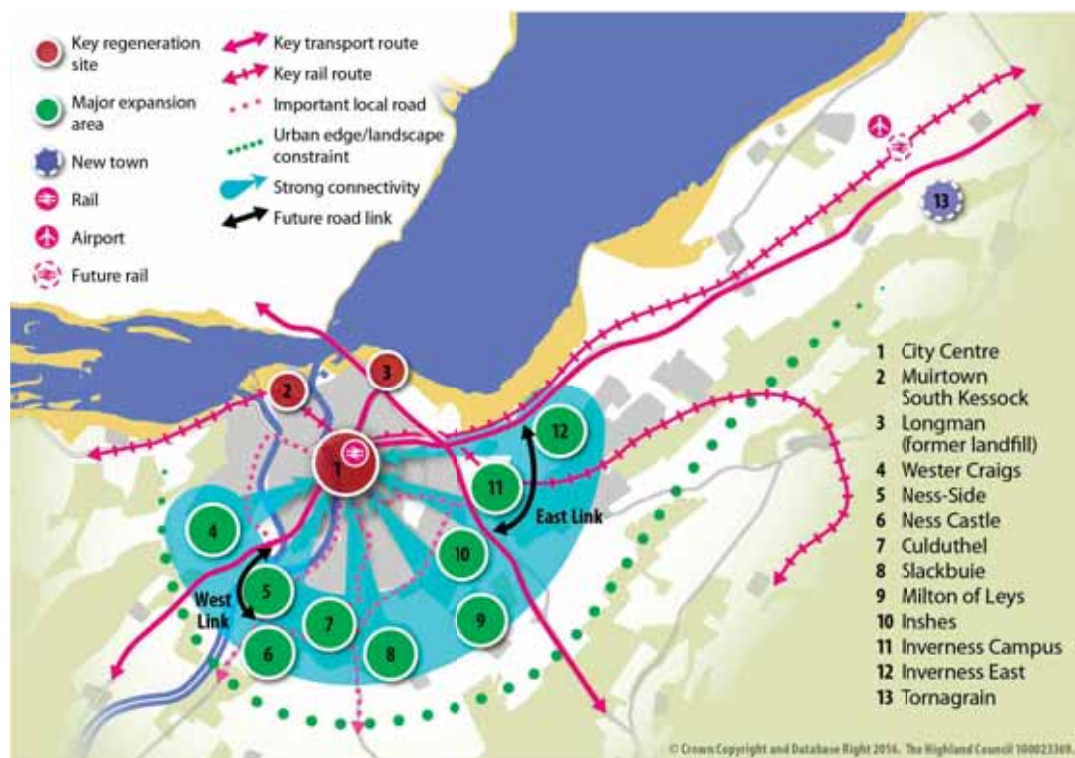 Key regeneration
site
Major expansion
area
New town
Rail
Airport
Future rail
Key transport route
Key rail route
Important local road
Urban edge/landscape
constraint
Strong connectivity
Future road link
13
2
3
1
12
11
East Link
4
10
West
Link
5
7
9
6
8
1 City Centre
2 Muirtown
South Kessock
3 Longman
(former landfill)
4 Wester Craigs
5 Ness-Side
6 Ness Castle
7 Culduthel
8 Slackbuie
9 Milton of Leys
10 Inshes
11 Inverness Campus
12 Inverness East
13 Tornagrain
© Crown Copyright and Database Right 2016. The Highland Council 100023369.